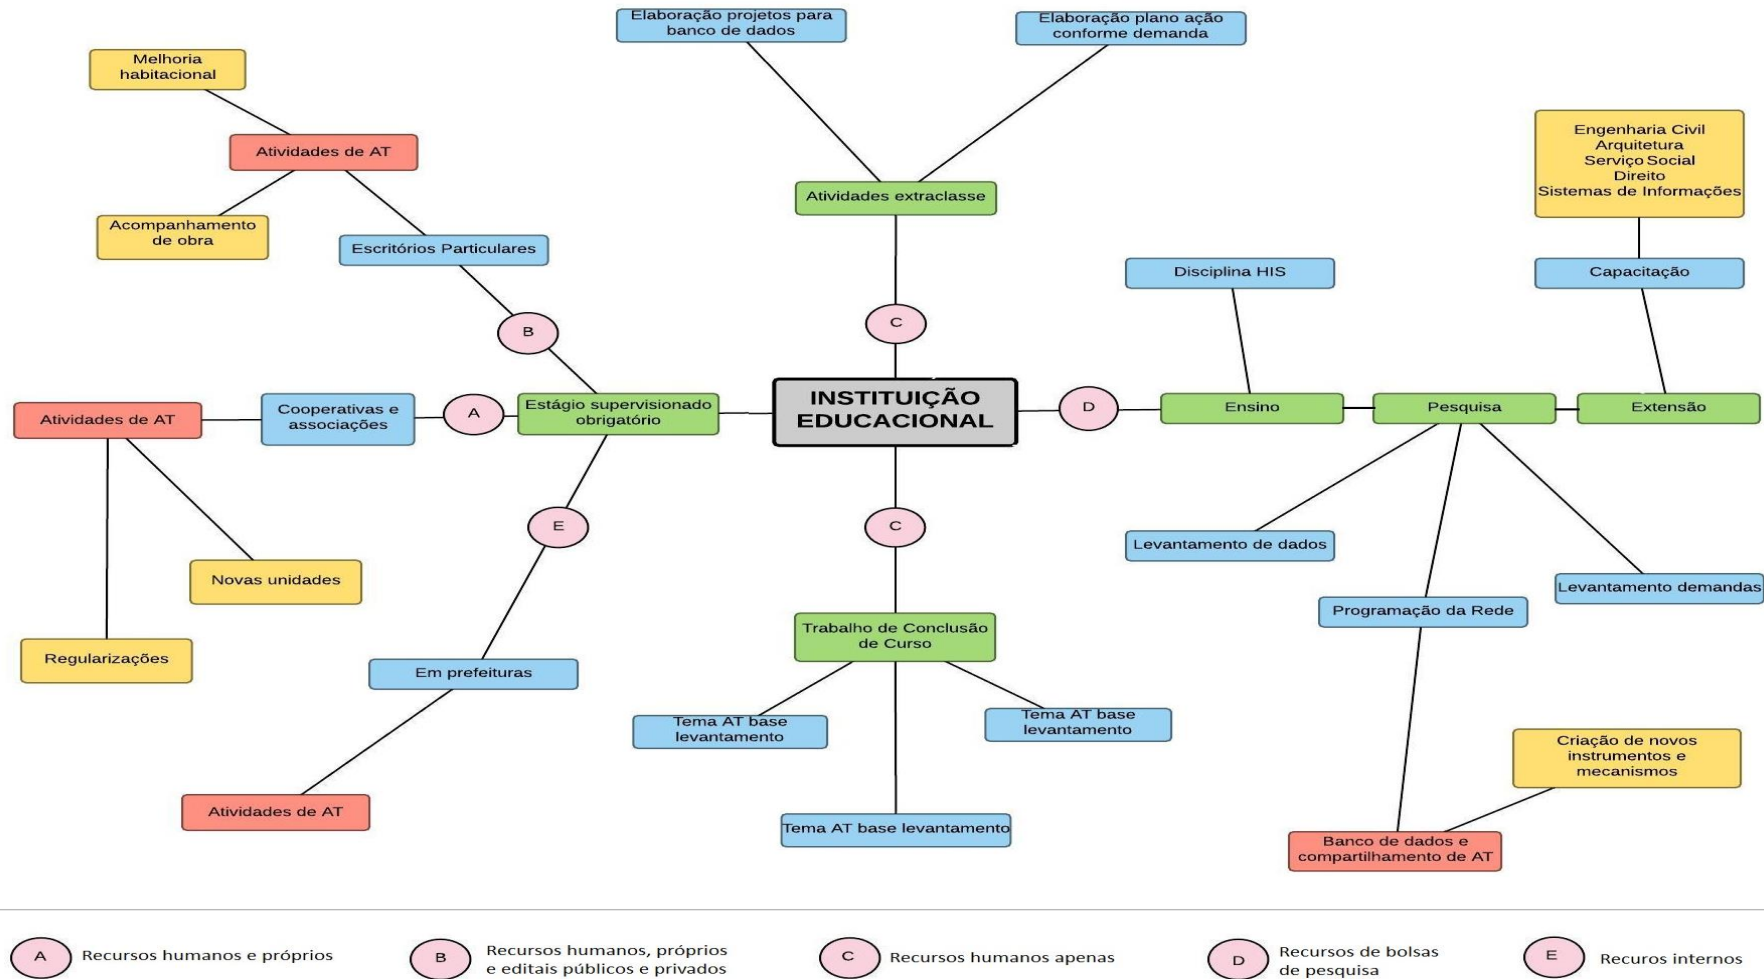 Elaboração projetos para
banco de dados
Elaboração plano ação
conforme demanda
Melhoria
habitacional
Atividades de AT
Acompanhamento
de obra
Escritórios Particulares
B
Atividades extraclasse
C
Engenharia Civil
Arquitetura
Serviço Social
Direito
Sistemas de Informações
Disciplina HIS
Capacitação
Atividades de AT
Cooperativas e
associações
A
Estágio supervisionado
obrigatório
INSTITUIÇÃO
EDUCACIONAL
D
Ensino
Pesquisa
Extensão
E
C
Levantamento de dados
Levantamento demandas
Novas unidades
Programação da Rede
Regularizações
Em prefeituras
Trabalho de Conclusão
de Curso
Tema AT base
levantamento
Tema AT base
levantamento
Criação de novos
instrumentos e
mecanismos
Atividades de AT
Tema AT base levantamento
Banco de dados e
compartilhamento de AT
A Recursos humanos e próprios
B Recursos humanos, próprios
e editais públicos e privados
C Recursos humanos apenas
D Recursos de bolsas
de pesquisa
E Recuros internos